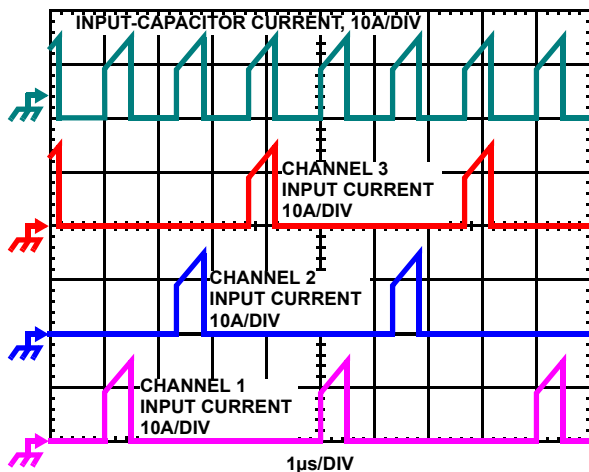 INPUT-CAPACITOR CURRENT, 10A/DIV
CHANNEL 3
INPUT CURRENT
10A/DIV
CHANNEL 2
INPUT CURRENT
10A/DIV
CHANNEL 1
INPUT CURRENT
10A/DIV
1μs/DIV